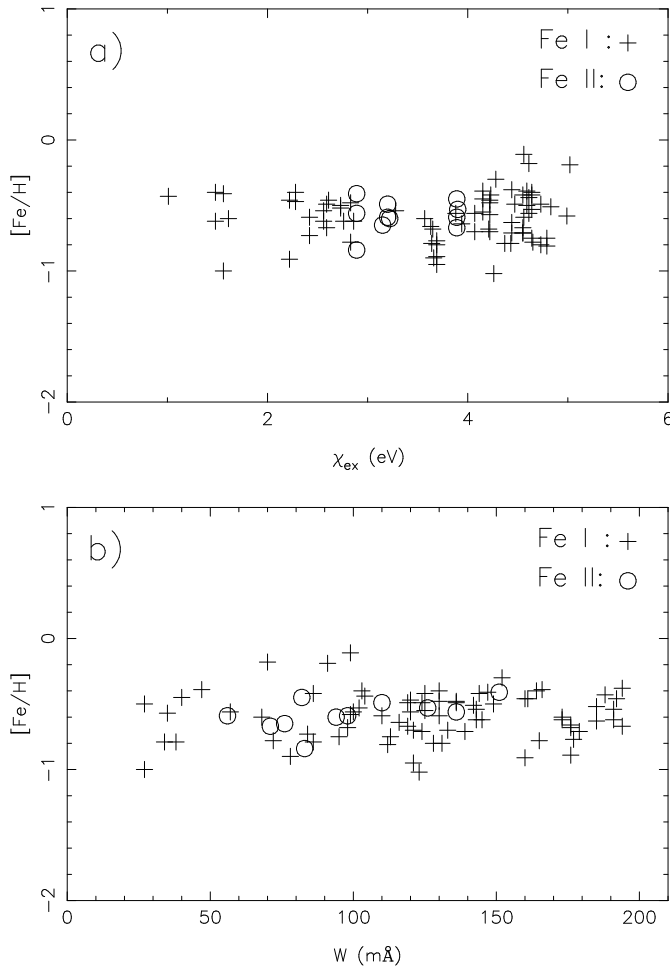 a)
Fe I : +
Fe II: ○
1
0
−1
−2
[Fe/H]
0
2
4
6
χex (eV)
b)
Fe I : +
Fe II: ○
1
0
−1
−2
[Fe/H]
0
50
100
150
200
W (mÅ)